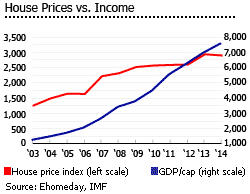 House Prices vs. Income
3,500 8,000
3,000 7,000
2,500 6,000
2,000 5,000
1,500 4,000
1,000 3,000
500 2,000
0 1,000
'03 '04 '05 '06 '07 '08 '09 '10 '11 '12 '13 '14
House price index (left scale) GDP/cap (right scale)
Source: Ehomeday, IMF